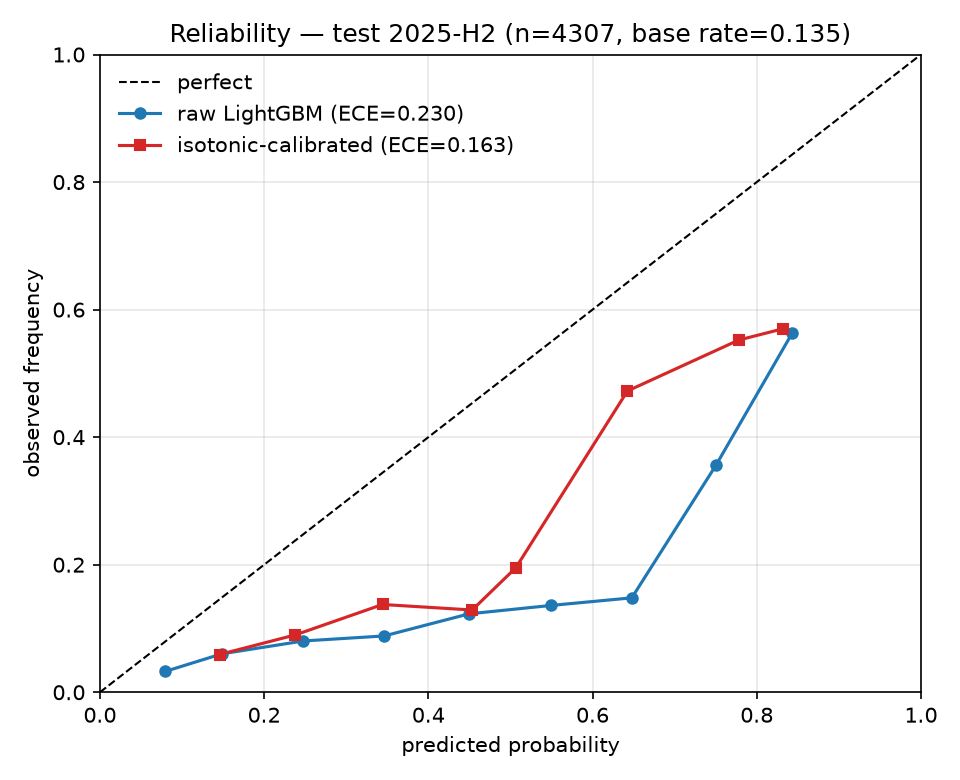 Reliability — test 2025-H2 (n=4307, base rate=0.135)
perfect
raw LightGBM (ECE=0.230)
isotonic-calibrated (ECE=0.163)
observed frequency
1.0
0.8
0.6
0.4
0.2
0.0
0.0 0.2 0.4 0.6 0.8 1.0
predicted probability